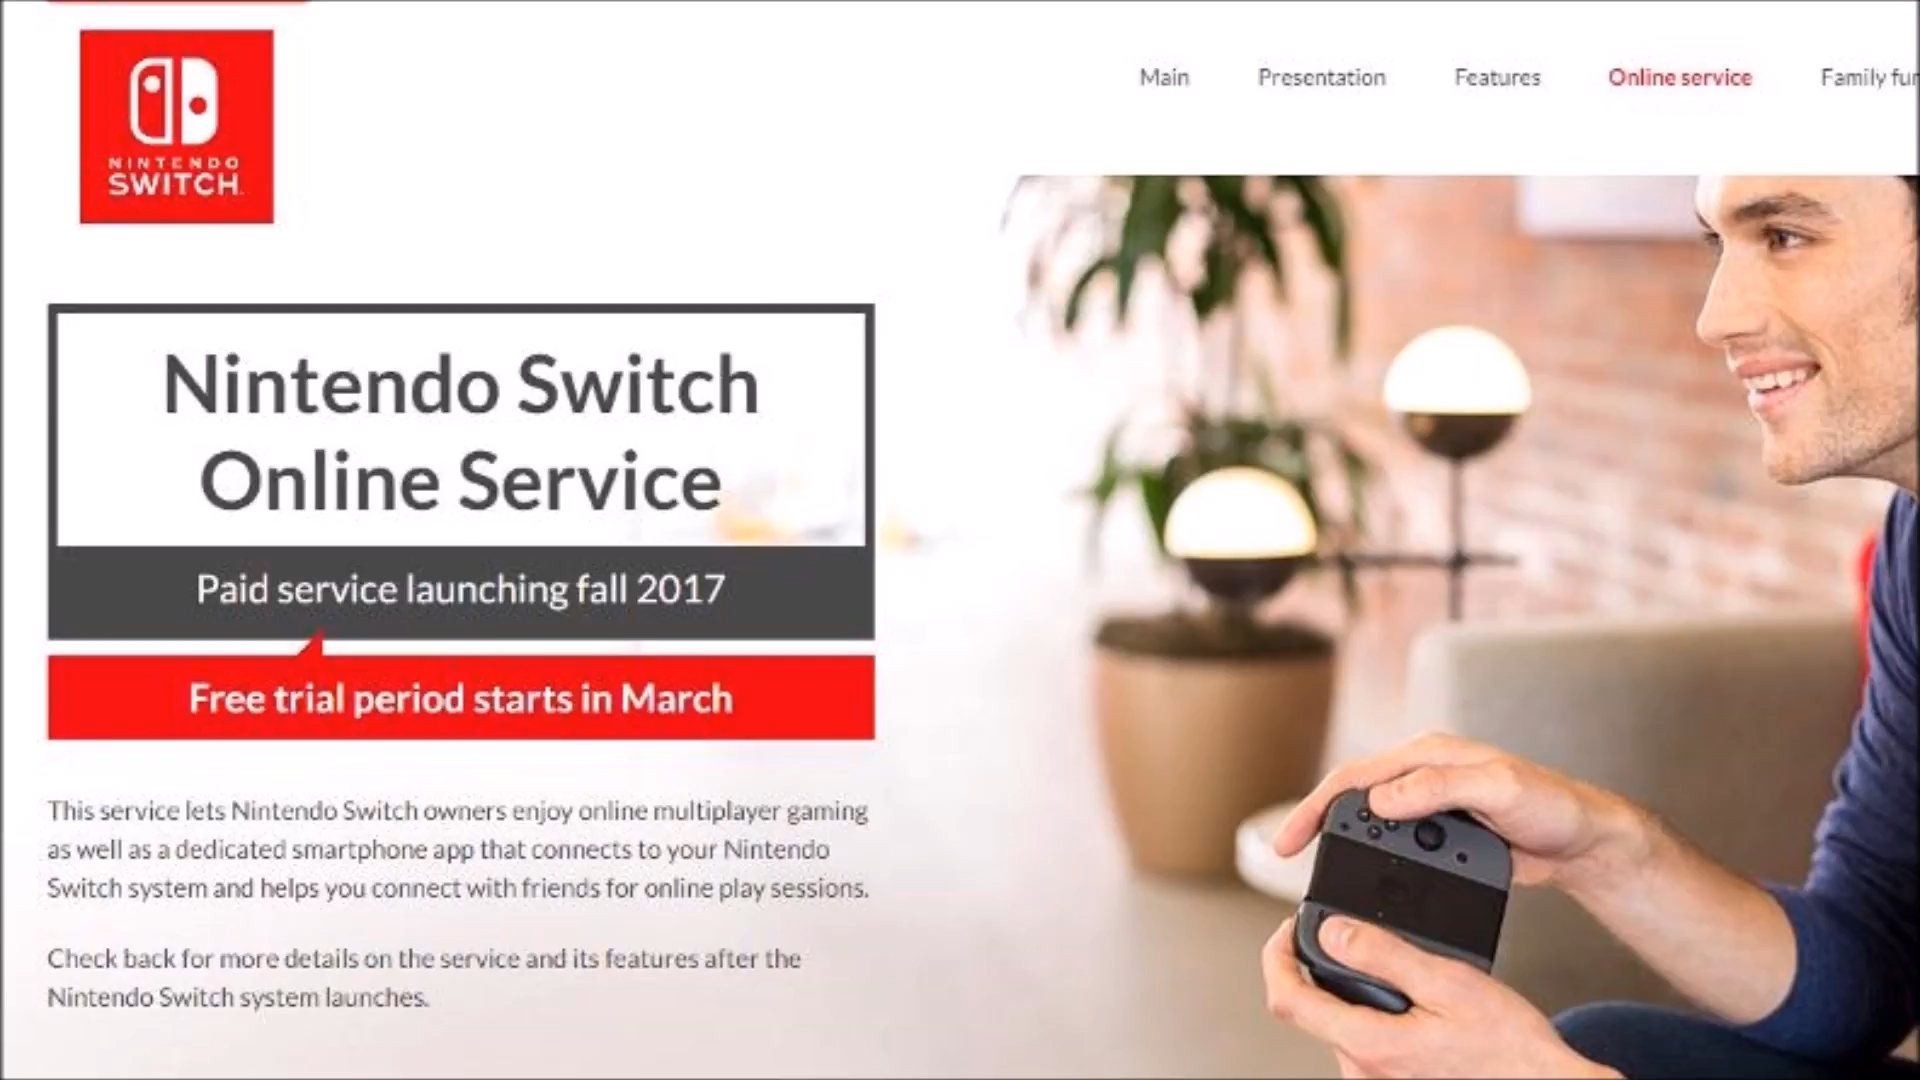 NINTENDO
SWITCH
Main Presentation Features Online service Family fun
Nintendo Switch
Online Service
Paid service launching fall 2017
Free trial period starts in March
This service lets Nintendo Switch owners enjoy online multiplayer gaming
as well as a dedicated smartphone app that connects to your Nintendo
Switch system and helps you connect with friends for online play sessions.
Check back for more details on the service and its features after the
Nintendo Switch system launches.